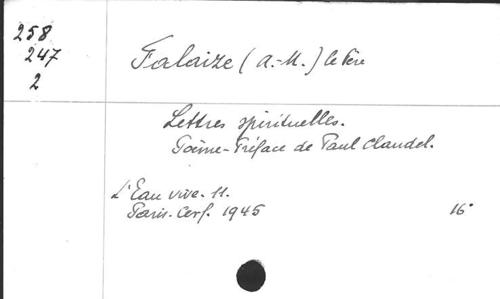 258
247
2
Falaize (A.-M.) le Père
Lettres spirituelles.
Poème-Préface de Paul Claudel.
L'Eau vive. 11.
Paris. Cerf. 1945 16°